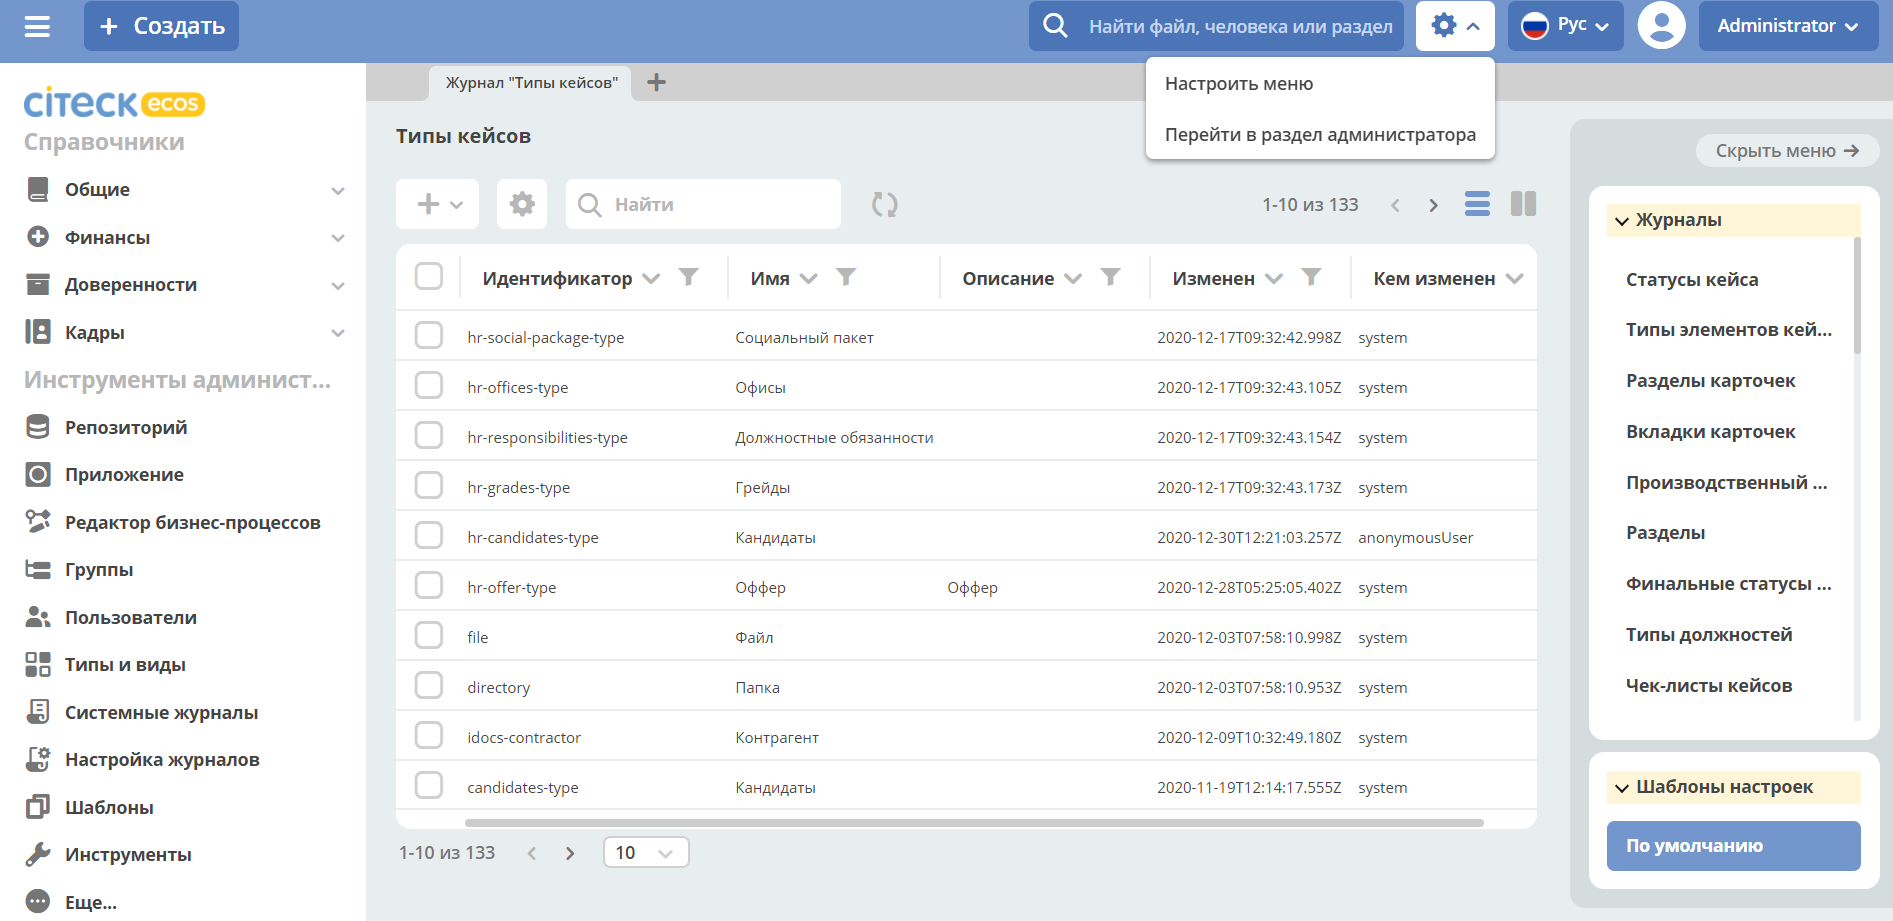 Создать
Найти файл, человека или раздел
Рус
Administrator
Настроить меню
Перейти в раздел администратора
citeck ecos
Справочники
Общие
Финансы
Доверенности
Кадры
Инструменты админист...
Репозиторий
Приложение
Редактор бизнес-процессов
Группы
Пользователи
Типы и виды
Системные журналы
Настройка журналов
Шаблоны
Инструменты
Еще...
Журнал "Типы кейсов"
Типы кейсов
Найти
1-10 из 133
Идентификатор Имя Описание Изменен Кем изменен
hr-social-package-type Социальный пакет 2020-12-17T09:32:42.998Z system
hr-offices-type Офисы 2020-12-17T09:32:43.105Z system
hr-responsibilities-type Должностные обязанности 2020-12-17T09:32:43.154Z system
hr-grades-type Грейды 2020-12-17T09:32:43.173Z system
hr-candidates-type Кандидаты 2020-12-30T12:21:03.257Z anonymousUser
hr-offer-type Оффер Оффер 2020-12-28T05:25:05.402Z system
file Файл 2020-12-03T07:58:10.998Z system
directory Папка 2020-12-03T07:58:10.953Z system
idocs-contractor Контрагент 2020-12-09T10:32:49.180Z system
candidates-type Кандидаты 2020-11-19T12:14:17.555Z system
1-10 из 133
10
Скрыть меню
Журналы
Статусы кейса
Типы элементов кей...
Разделы карточек
Вкладки карточек
Производственный ...
Разделы
Финальные статусы ...
Типы должностей
Чек-листы кейсов
Шаблоны настроек
По умолчанию